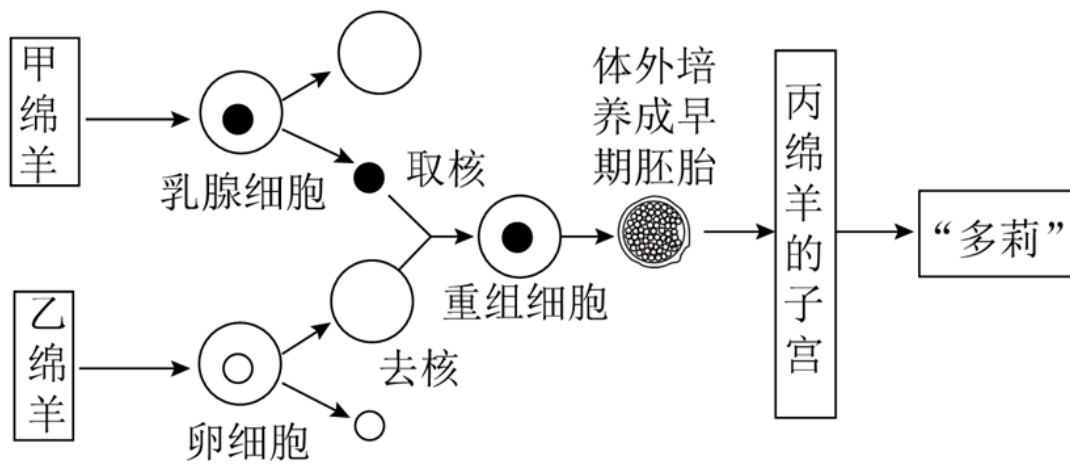 甲绵羊
乳腺细胞
取核
体外培
养成早
期胚胎
重组细胞
丙绵羊的子宫
“多莉”
乙绵羊
去核
卵细胞